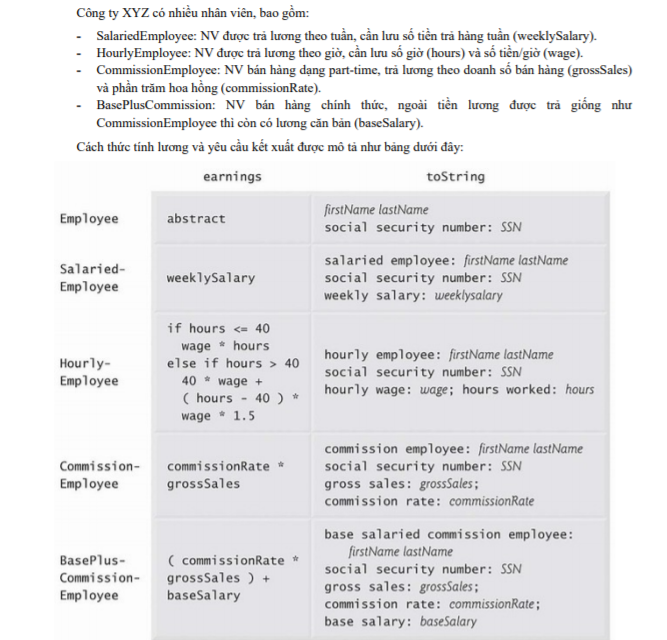 Công ty XYZ có nhiều nhân viên, bao gồm:
- SalariedEmployee: NV được trả lương theo tuần, cần lưu số tiền trả hàng tuần (weeklySalary).
- HourlyEmployee: NV được trả lương theo giờ, cần lưu số giờ (hours) và số tiền/giờ (wage).
- CommissionEmployee: NV bán hàng dạng part-time, trả lương theo doanh số bán hàng (grossSales)
và phần trăm hoa hồng (commissionRate).
- BasePlusCommission: NV bán hàng chính thức, ngoài tiền lương được trả giống như
CommissionEmployee thì còn có lương căn bản (baseSalary).
Cách thức tính lương và yêu cầu kết xuất được mô tả như bảng dưới đây:
earnings toString
Employee
abstract
firstName lastName
social security number: SSN
Salaried-
Employee
weeklySalary
salaried employee: firstName lastName
social security number: SSN
weekly salary: weeklysalary
Hourly-
Employee
if hours <= 40
wage * hours
else if hours > 40
40 * wage +
( hours - 40 ) *
wage * 1.5
hourly employee: firstName lastName
social security number: SSN
hourly wage: wage; hours worked: hours
Commission-
Employee
commissionRate *
grossSales
commission employee: firstName lastName
social security number: SSN
gross sales: grossSales;
commission rate: commissionRate
BasePlus-
Commission-
Employee
( commissionRate *
grossSales ) +
baseSalary
base salaried commission employee:
firstName lastName
social security number: SSN
gross sales: grossSales;
commission rate: commissionRate;
base salary: baseSalary